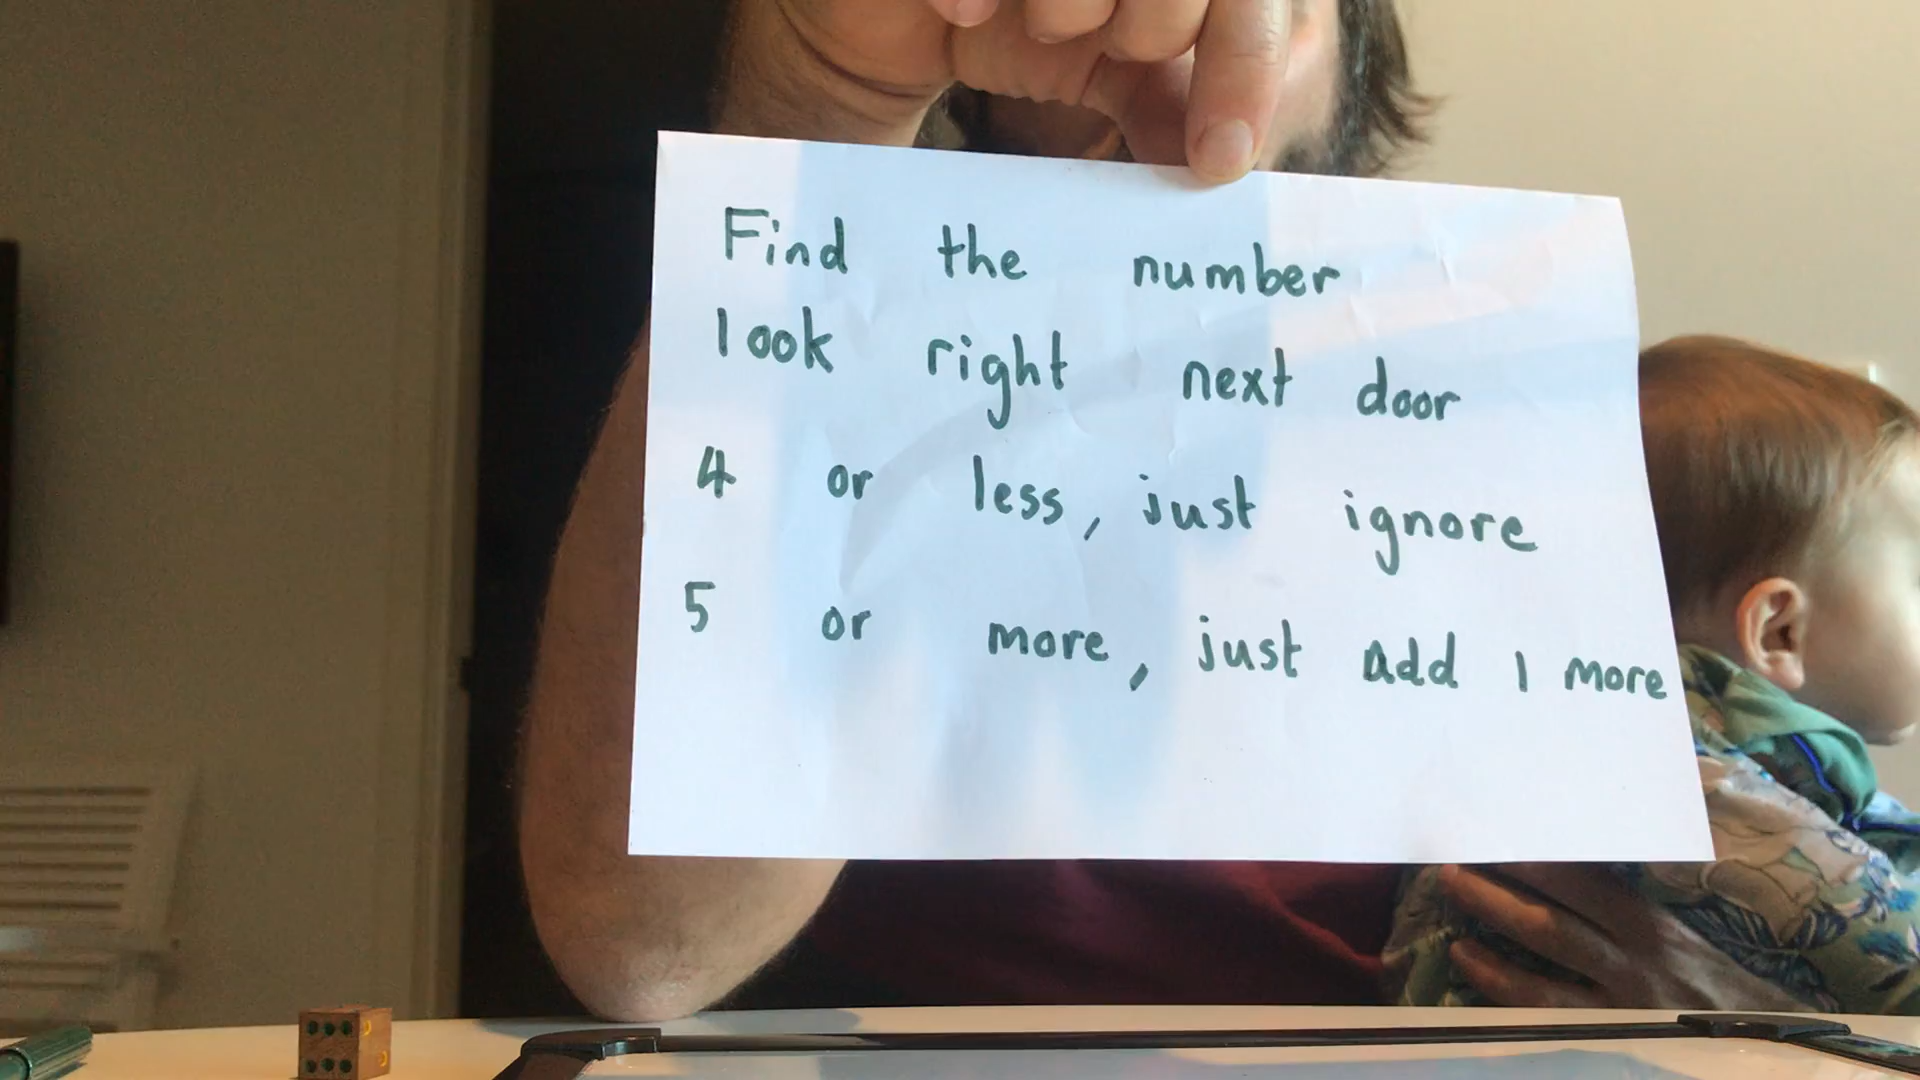 Find the number
look right next door
4 or less, just ignore
5 or more, just add 1 more